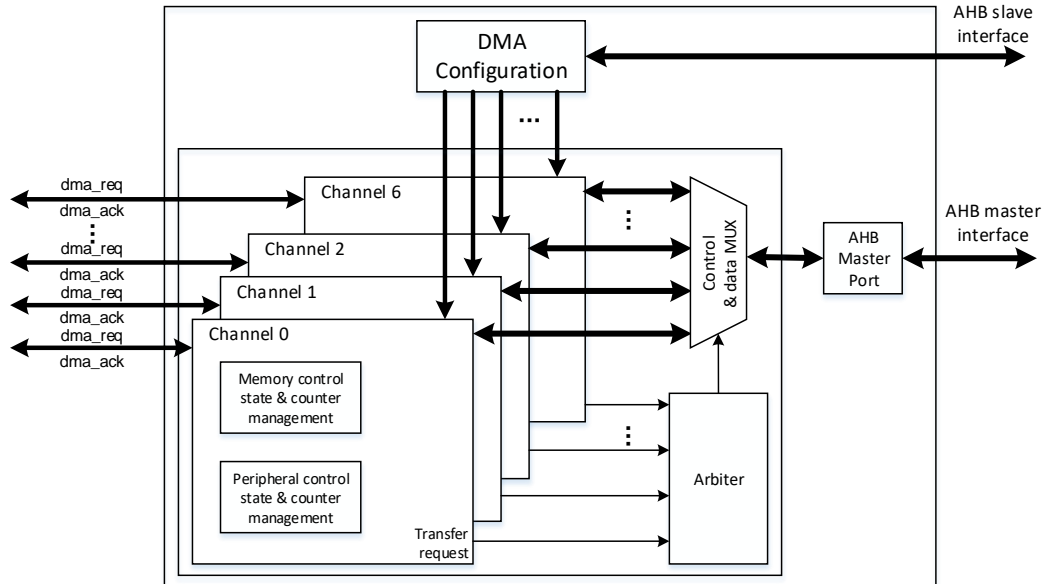 AHB slave
interface
DMA
Configuration
...
Channel 6
dma_req
dma_ack
...
dma_req
dma_ack
dma_req
dma_ack
dma_req
dma_ack
Channel 2
Channel 1
Channel 0
Memory control
state & counter
management
Peripheral control
state & counter
management
Transfer
request
...
Control
& data MUX
AHB
Master
Port
AHB master
interface
...
Arbiter